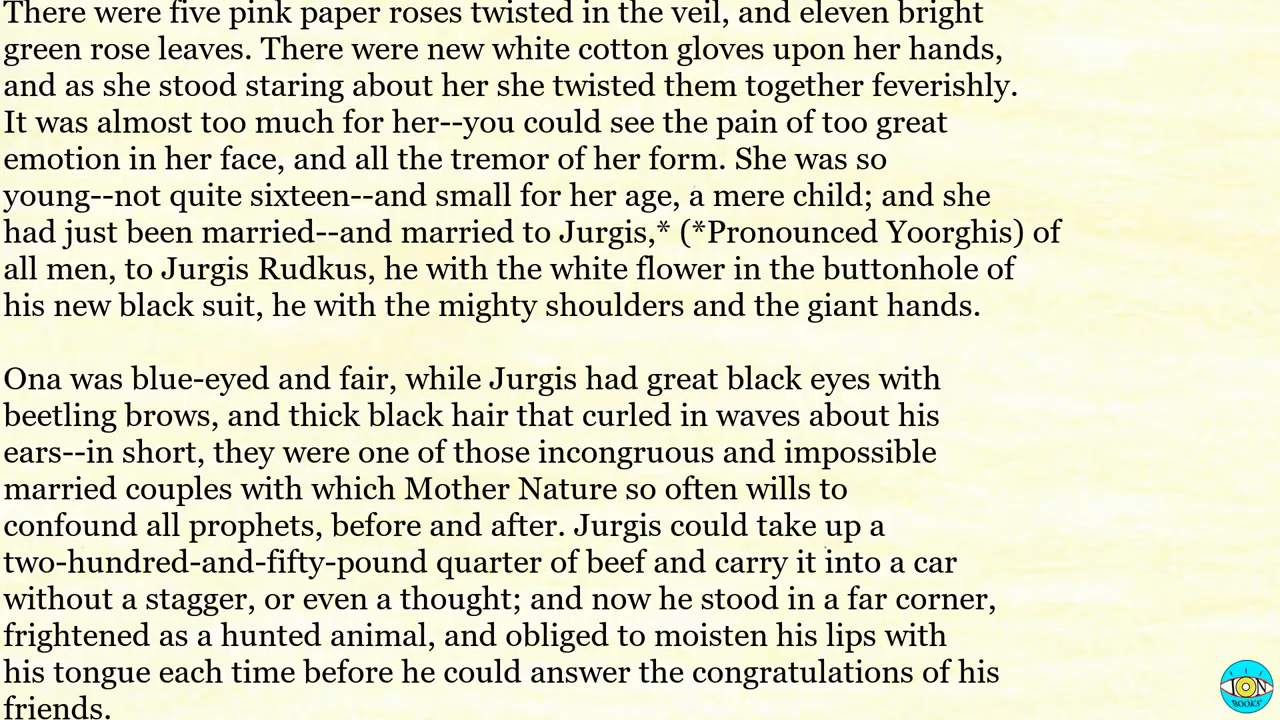 There were five pink paper roses twisted in the veil, and eleven bright
green rose leaves. There were new white cotton gloves upon her hands,
and as she stood staring about her she twisted them together feverishly.
It was almost too much for her--you could see the pain of too great
emotion in her face, and all the tremor of her form. She was so
young--not quite sixteen--and small for her age, a mere child; and she
had just been married--and married to Jurgis,* (*Pronounced Yoorghis) of
all men, to Jurgis Rudkus, he with the white flower in the buttonhole of
his new black suit, he with the mighty shoulders and the giant hands.

Ona was blue-eyed and fair, while Jurgis had great black eyes with
beetling brows, and thick black hair that curled in waves about his
ears--in short, they were one of those incongruous and impossible
married couples with which Mother Nature so often wills to
confound all prophets, before and after. Jurgis could take up a
two-hundred-and-fifty-pound quarter of beef and carry it into a car
without a stagger, or even a thought; and now he stood in a far corner,
frightened as a hunted animal, and obliged to moisten his lips with
his tongue each time before he could answer the congratulations of his
friends.
ION
BOOKS